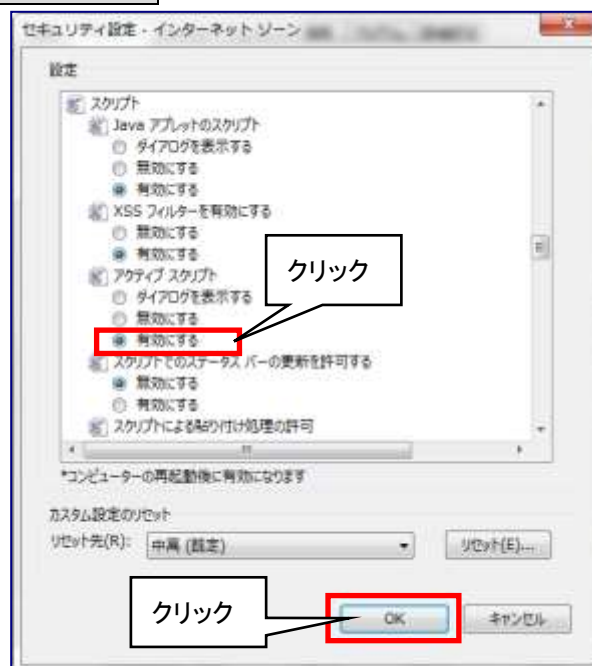 セキュリティ設定 - インターネット ゾーン
設定
スクリプト
Java アプレットのスクリプト
ダイアログを表示する
無効にする
有効にする
XSS フィルターを有効にする
無効にする
有効にする
アクティブ スクリプト
ダイアログを表示する
無効にする
有効にする
スクリプトでのステータス バーの更新を許可する
無効にする
有効にする
スクリプトによる貼り付け処理の許可
クリック
*コンピューターの再起動後に有効になります
カスタム設定のリセット
リセット先(R): 中高 (既定) リセット(E)...
クリック
OK キャンセル